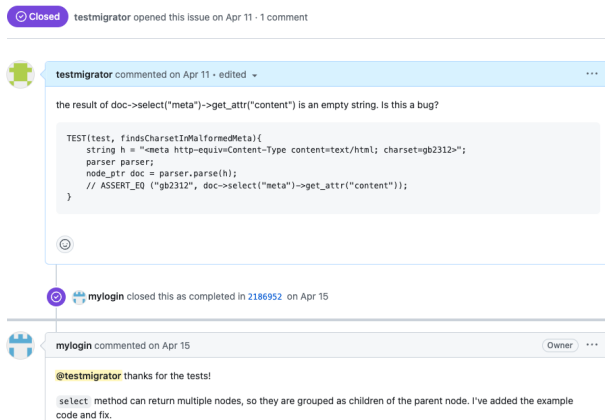 Closed testmigrator opened this issue on Apr 11 · 1 comment
testmigrator commented on Apr 11 • edited
the result of doc->select("meta")->get_attr("content") is an empty string. Is this a bug?
TEST(test, findsCharsetInMalformedMeta){
string h = "<meta http-equiv=Content-Type content=text/html; charset=gb2312>";
parser parser;
node_ptr doc = parser.parse(h);
// ASSERT_EQ ("gb2312", doc->select("meta")->get_attr("content"));
}
mylogin closed this as completed in 2186952 on Apr 15
mylogin commented on Apr 15 Owner ···
@testmigrator thanks for the tests!
select method can return multiple nodes, so they are grouped as children of the parent node. I've added the example
code and fix.